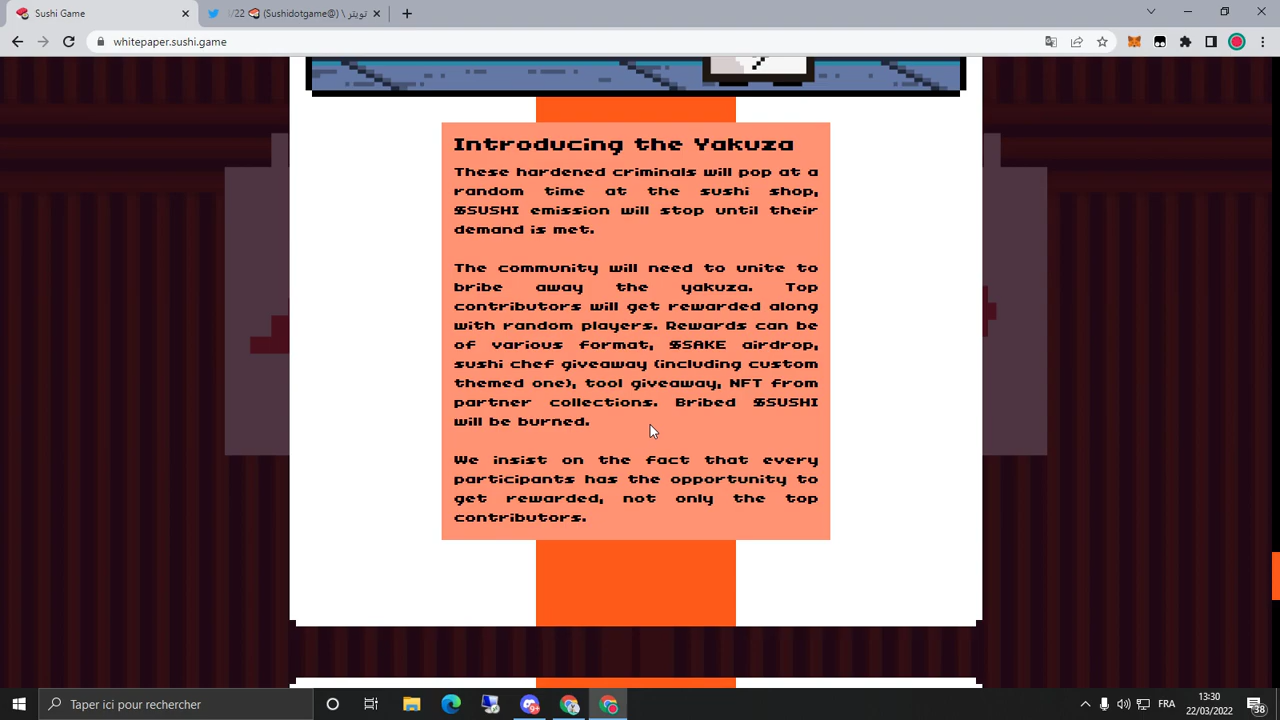 Sushi Game
توبتر \ (@Sushidotgame) 🍣 22/
whitepaper.sushi.game
Introducing the Yakuza
These hardened criminals will pop at a
random time at the sushi shop,
$SUSHI emission will stop until their
demand is met.
The community will need to unite to
bribe away the yakuza. Top
contributors will get rewarded along
with random players. Rewards can be
of various format, $SAKE airdrop,
sushi chef giveaway (including custom
themed one), tool giveaway, NFT from
partner collections. Bribed $SUSHI
will be burned.
We insist on the fact that every
participants has the opportunity to
get rewarded, not only the top
contributors.
Taper ici pour rechercher
9+
FRA
13:30
22/03/2022
38